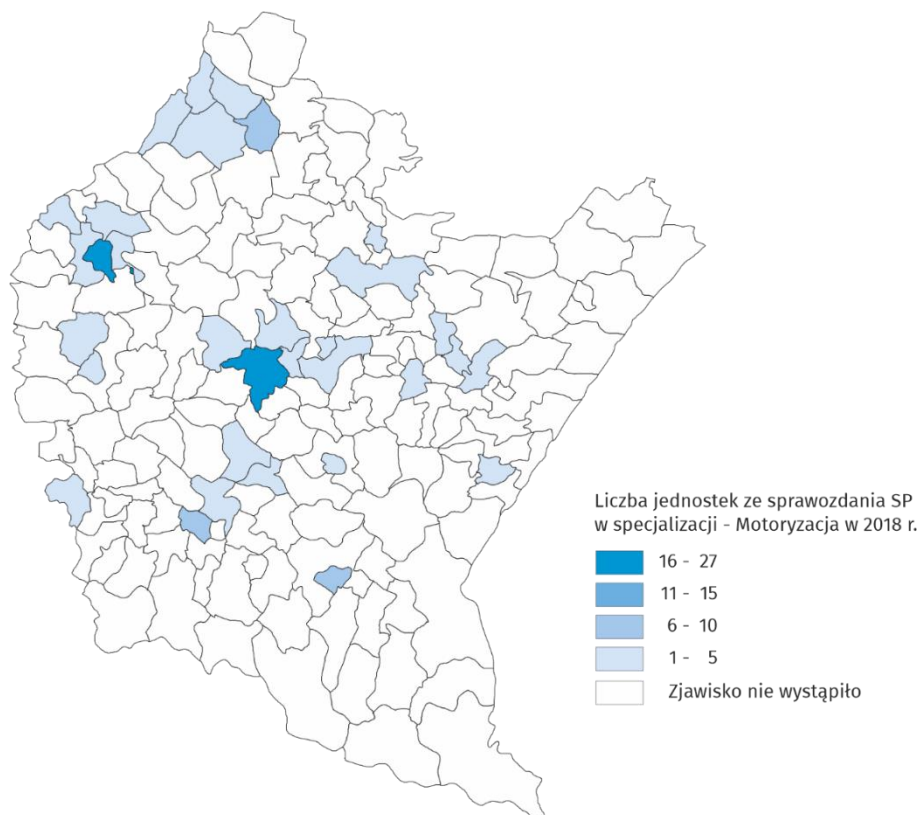 Liczba jednostek ze sprawozdania SP
w specjalizacji - Motoryzacja w 2018 r.
16 - 27
11 - 15
6 - 10
1 - 5
Zjawisko nie wystąpiło